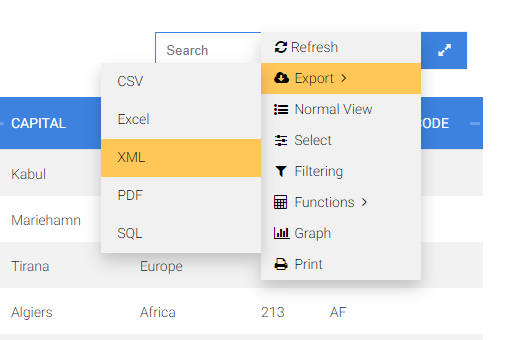 Search
Refresh
Export
Normal View
Select
Filtering
Functions
Graph
Print
CSV
Excel
XML
PDF
SQL
CAPITAL
ODE
Kabul
Mariehamn
Tirana Europe
Algiers Africa 213 AF